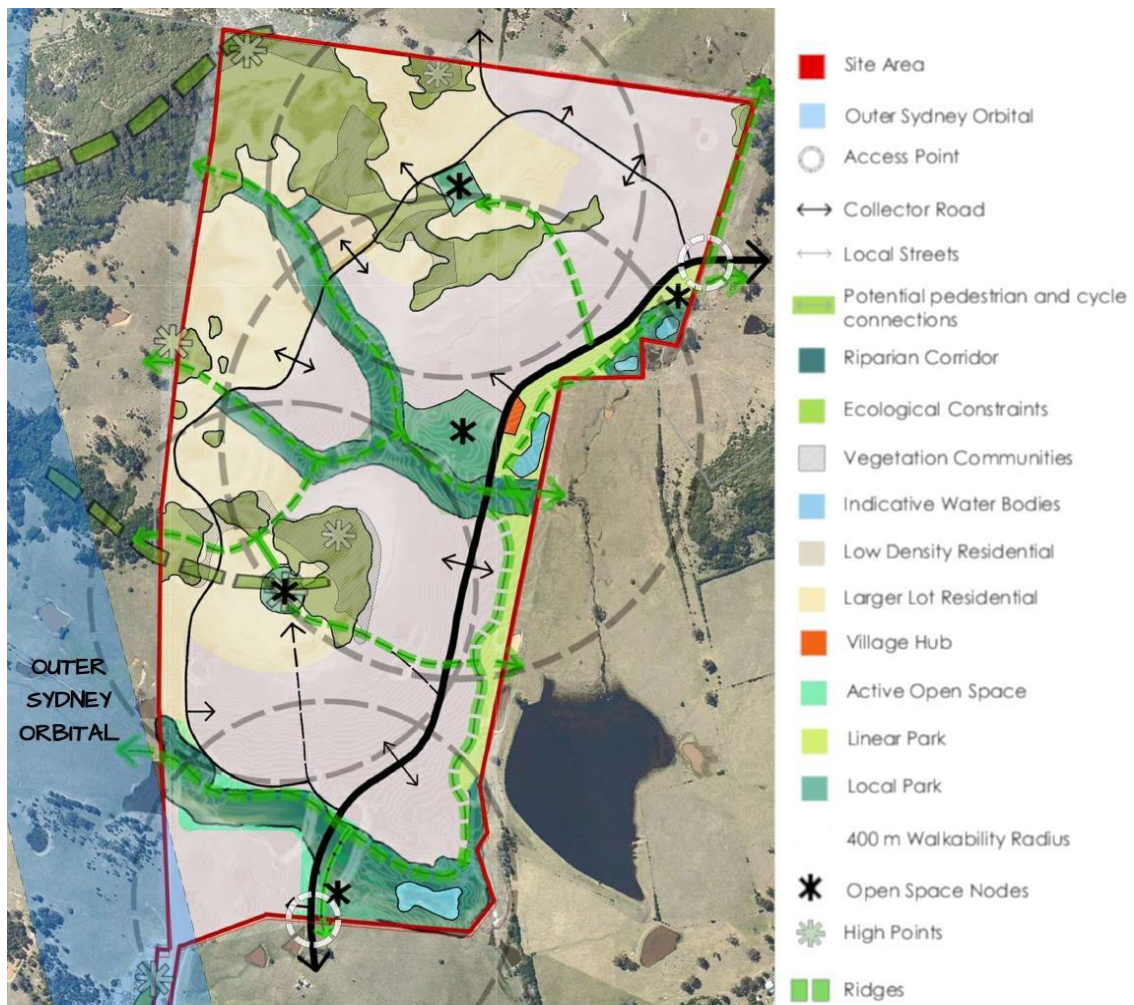 Site Area
Outer Sydney Orbital
Access Point
Collector Road
Local Streets
Potential pedestrian and cycle
connections
Riparian Corridor
Ecological Constraints
Vegetation Communities
Indicative Water Bodies
Low Density Residential
Larger Lot Residential
Village Hub
Active Open Space
Linear Park
Local Park
400 m Walkability Radius
Open Space Nodes
High Points
Ridges
OUTER
SYDNEY
ORBITAL